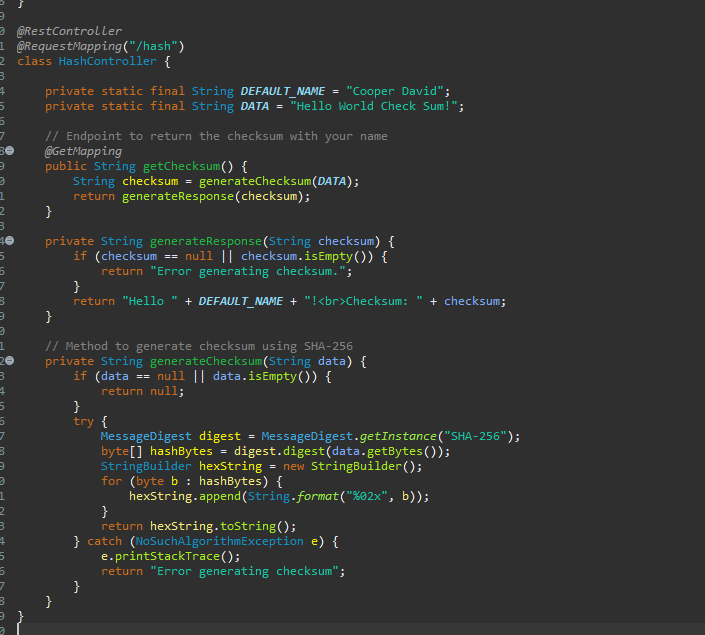 }
@RestController
@RequestMapping("/hash")
class HashController {
private static final String DEFAULT_NAME = "Cooper David";
private static final String DATA = "Hello World Check Sum!";
// Endpoint to return the checksum with your name
@GetMapping
public String getChecksum() {
String checksum = generateChecksum(DATA);
return generateResponse(checksum);
}
private String generateResponse(String checksum) {
if (checksum == null || checksum.isEmpty()) {
return "Error generating checksum.";
}
return "Hello " + DEFAULT_NAME + "!<br>Checksum: " + checksum;
}
// Method to generate checksum using SHA-256
private String generateChecksum(String data) {
if (data == null || data.isEmpty()) {
return null;
}
try {
MessageDigest digest = MessageDigest.getInstance("SHA-256");
byte[] hashBytes = digest.digest(data.getBytes());
StringBuilder hexString = new StringBuilder();
for (byte b : hashBytes) {
hexString.append(String.format("%02x", b));
}
return hexString.toString();
} catch (NoSuchAlgorithmException e) {
e.printStackTrace();
return "Error generating checksum";
}
}
}